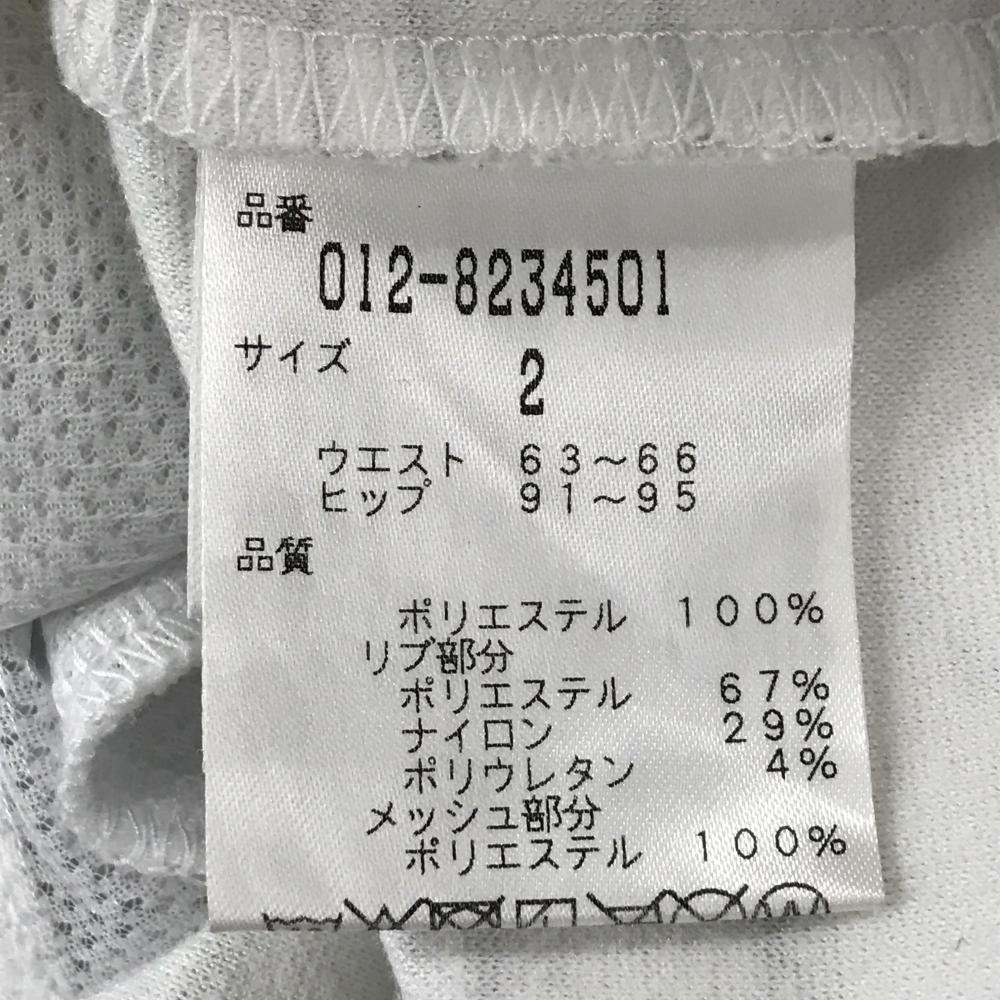 品番
012-8234501
サイズ 2
ウエスト 63~66
ヒップ 91~95
品質
ポリエステル 100%
リブ部分
ポリエステル 67%
ナイロン 29%
ポリウレタン 4%
メッシュ部分
ポリエステル 100%